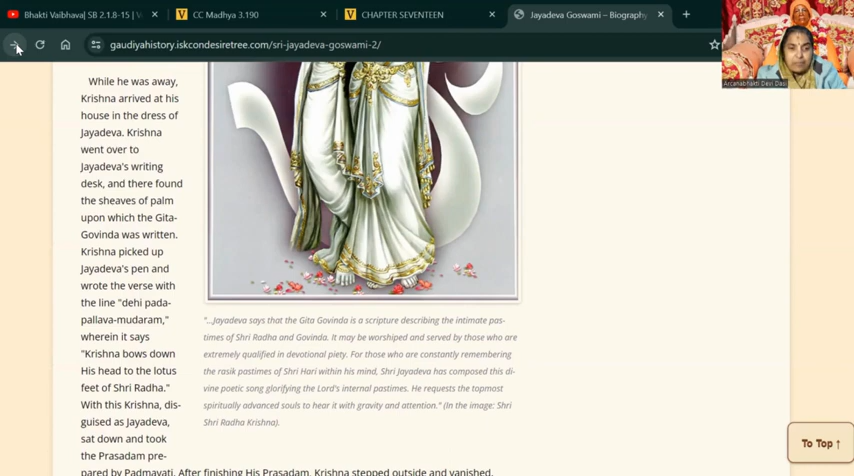 Bhakti Vaibhava| SB 2.1.8-15 |
CC Madhya 3.190
CHAPTER SEVENTEEN
Jayadeva Goswami – Biography
gaudiyahistory.iskcondesiretree.com/sri-jayadeva-goswami-2/
Arcanabhakti Devi Dasi
While he was away,
Krishna arrived at his
house in the dress of
Jayadeva. Krishna
went over to
Jayadeva's writing
desk, and there found
the sheaves of palm
upon which the Gita-
Govinda was written.
Krishna picked up
Jayadeva's pen and
wrote the verse with
the line "dehi pada-
pallava-mudaram,"
wherein it says
"Krishna bows down
His head to the lotus
feet of Shri Radha."
With this Krishna, dis-
guised as Jayadeva,
sat down and took
the Prasadam pre-
pared by Padmavati. After finishing His Prasadam, Krishna stepped outside and vanished.
"...Jayadeva says that the Gita Govinda is a scripture describing the intimate pas-
times of Shri Radha and Govinda. It may be worshiped and served by those who are
extremely qualified in devotional piety. For those who are constantly remembering
the rasik pastimes of Shri Hari within his mind, Shri Jayadeva has composed this di-
vine poetic song glorifying the Lord's internal pastimes. He requests the topmost
spiritually advanced souls to hear it with gravity and attention." (In the image: Shri
Shri Radha Krishna).
To Top ↑